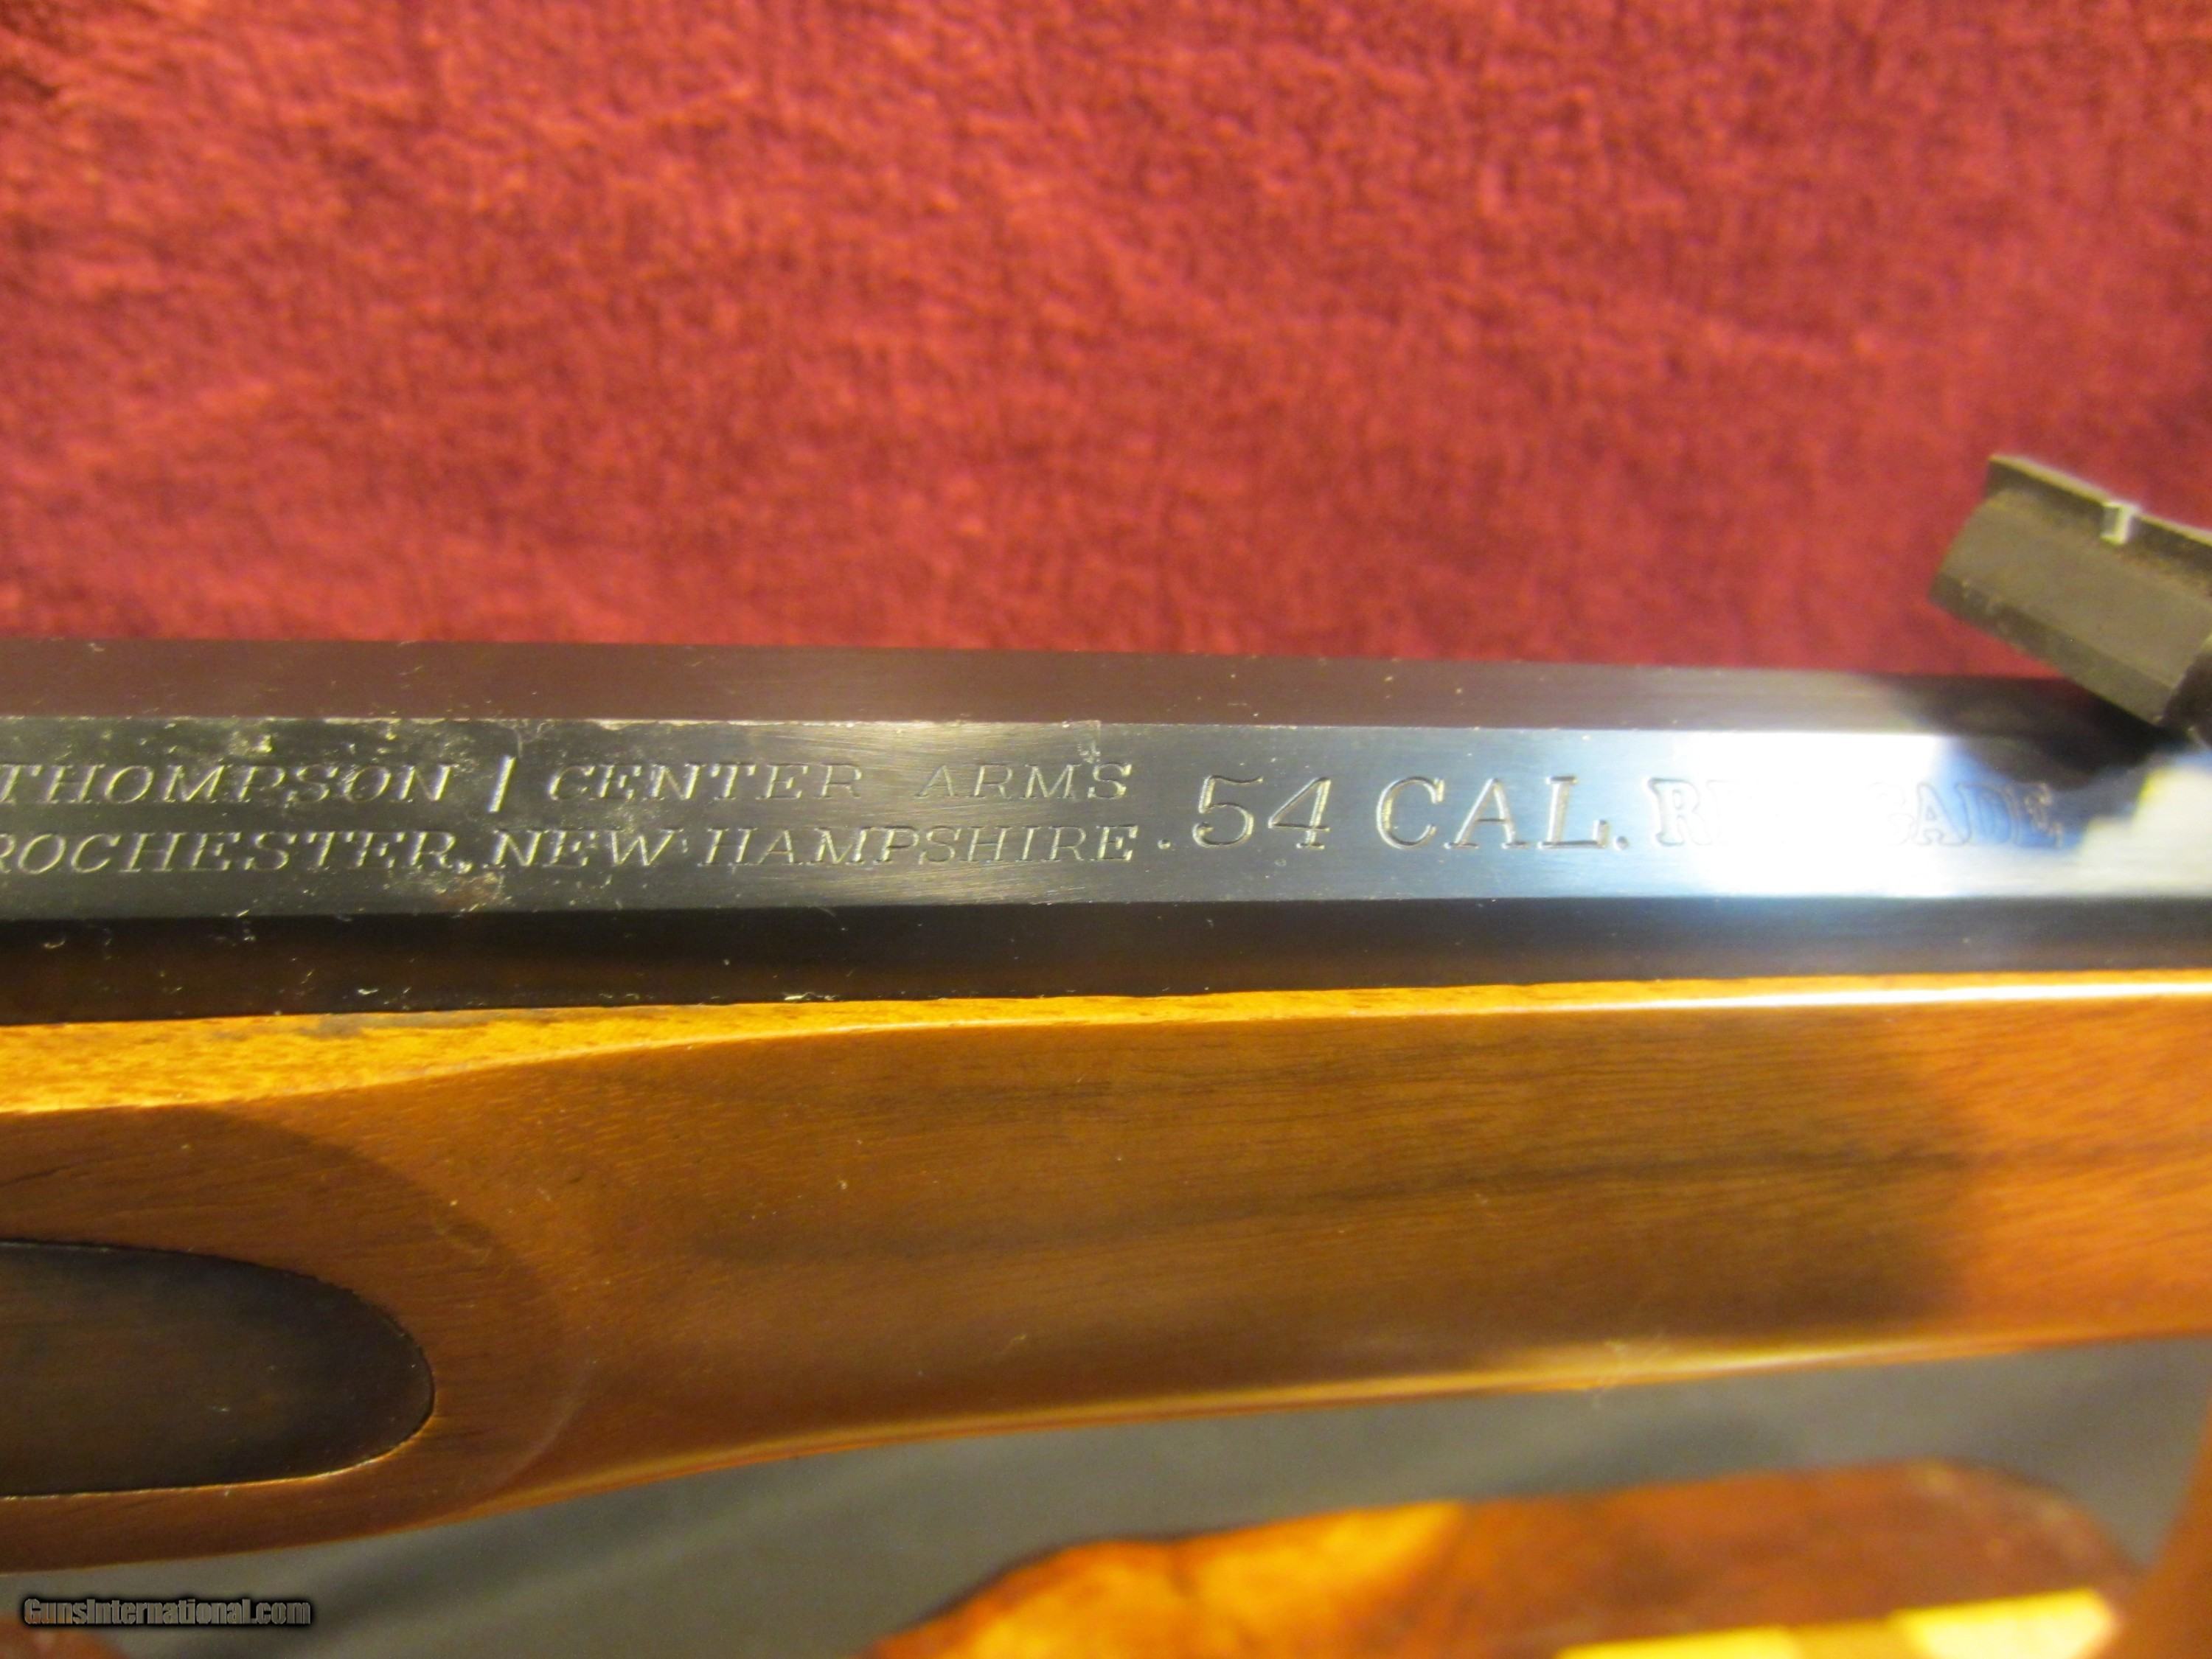 THOMPSON / CENTER ARMS
ROCHESTER, NEW HAMPSHIRE.
.54 CAL.
GunsInternational.com